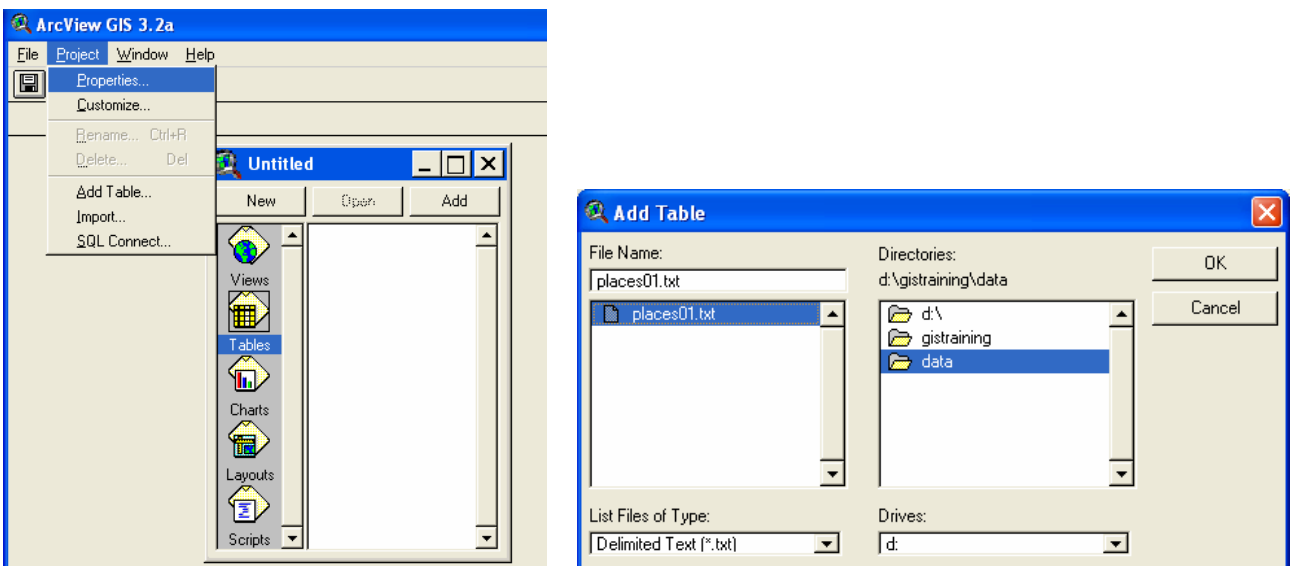 ArcView GIS 3.2a
File Project Window Help
Properties...
Customize...
Rename... Ctrl+R
Delete... Del
Add Table...
Import...
SQL Connect...
Untitled
New Open Add
Views
Tables
Charts
Layouts
Scripts
Add Table
File Name:
places01.txt
places01.txt
List Files of Type:
Delimited Text (*.txt)
Directories:
d:\gistraining\data
d:\
gistraining
data
Drives:
d:
OK
Cancel